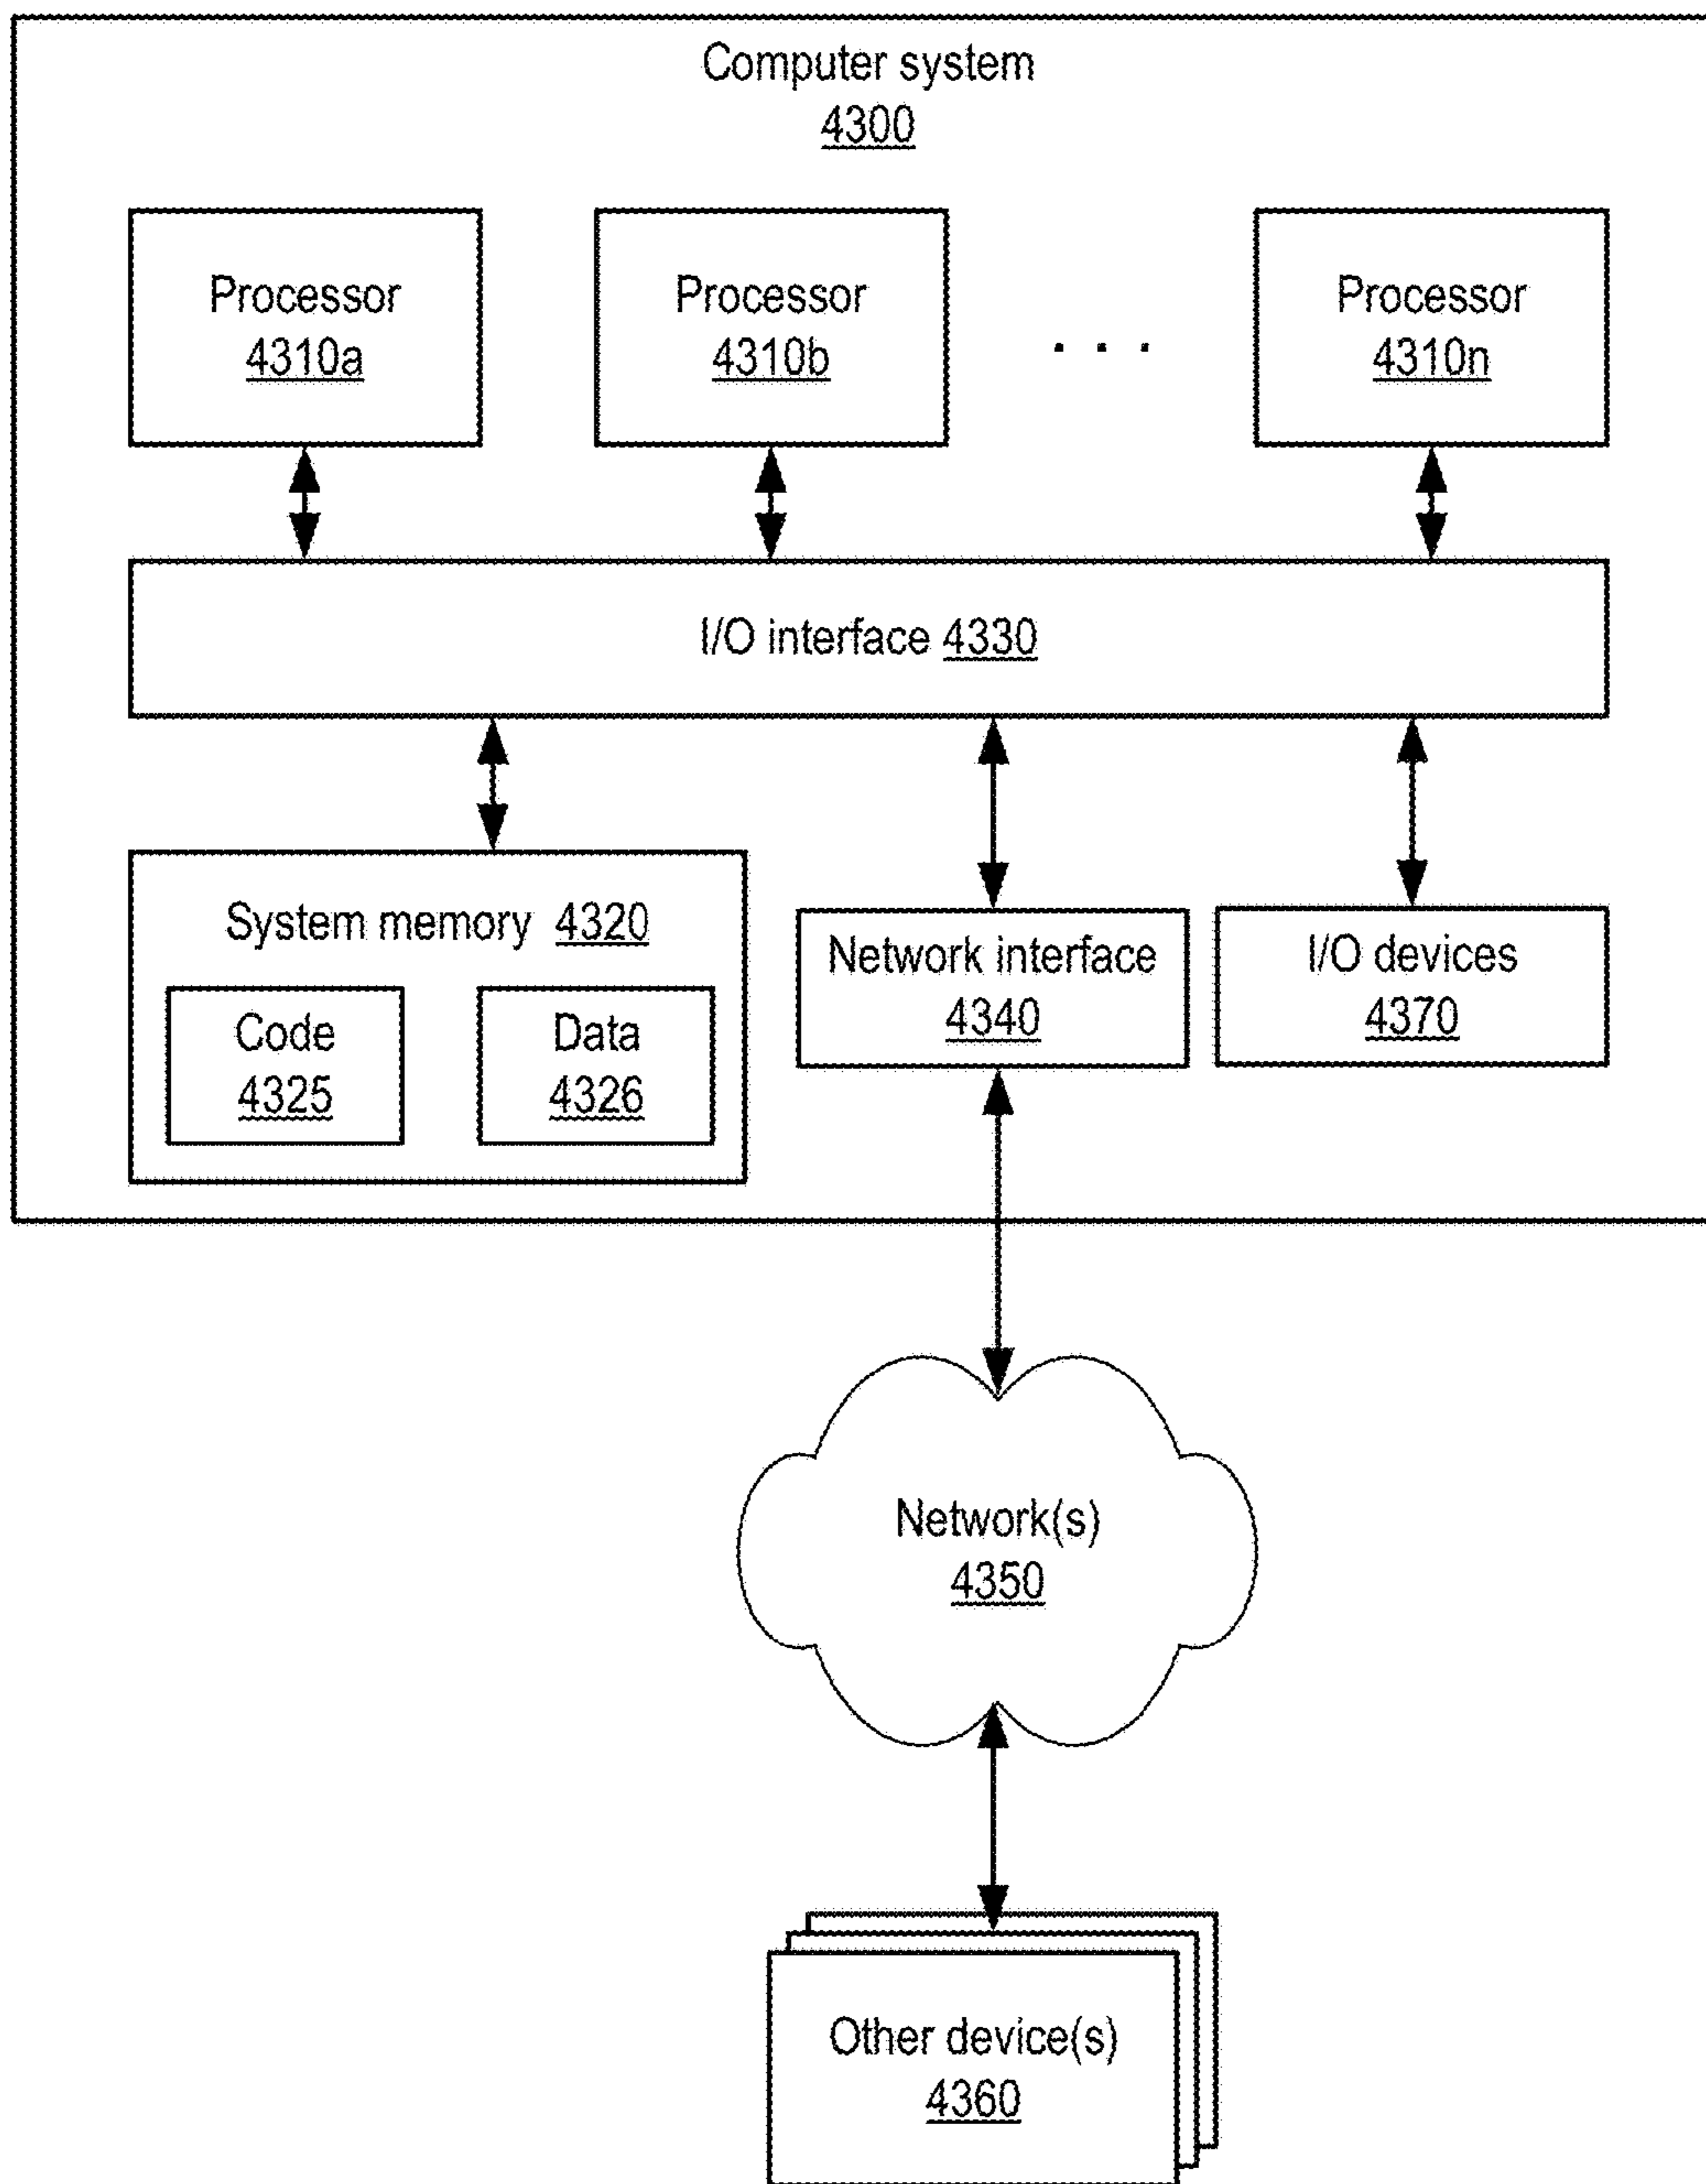 Computer system
4300
Processor
4310a
Processor
4310b
. . .
Processor
4310n
I/O interface 4330
System memory 4320
Code
4325
Data
4326
Network interface
4340
I/O devices
4370
Network(s)
4350
Other device(s)
4360